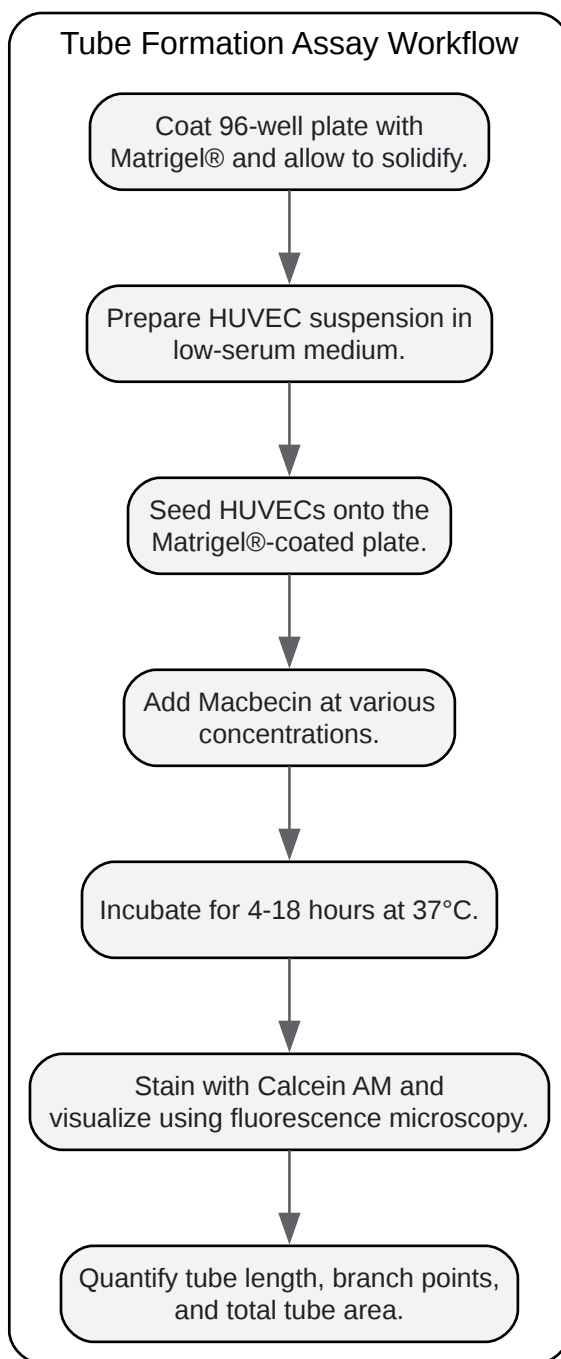 Tube Formation Assay Workflow
Coat 96-well plate with
Matrigel® and allow to solidify.
Prepare HUVEC suspension in
low-serum medium.
Seed HUVECs onto the
Matrigel®-coated plate.
Add Macbecin at various
concentrations.
Incubate for 4-18 hours at 37°C.
Stain with Calcein AM and
visualize using fluorescence microscopy.
Quantify tube length, branch points,
and total tube area.